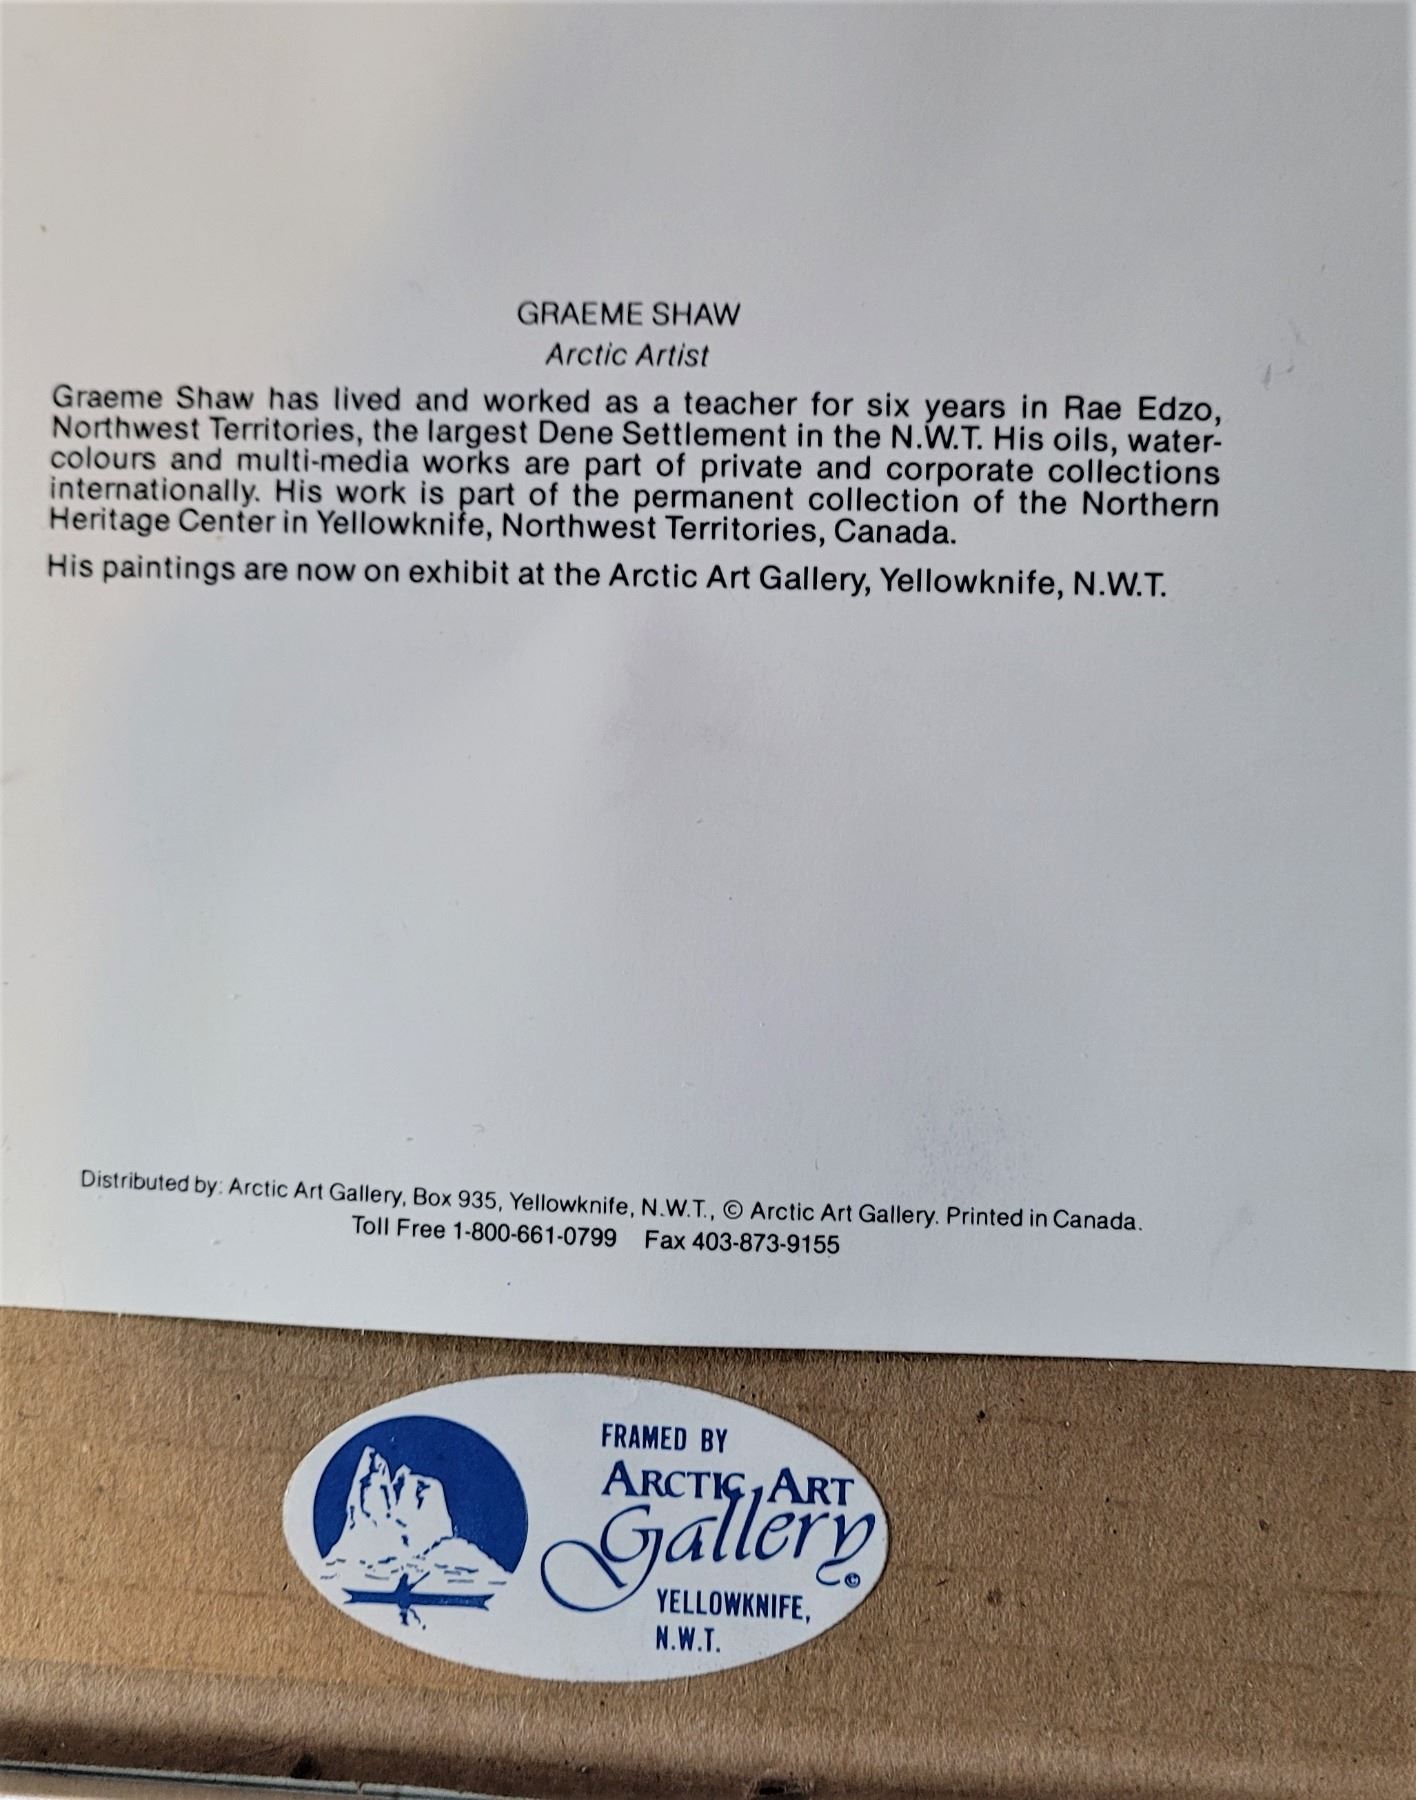 GRAEME SHAW
Arctic Artist
Graeme Shaw has lived and worked as a teacher for six years in Rae Edzo,
Northwest Territories, the largest Dene Settlement in the N.W.T. His oils, water-
colours and multi-media works are part of private and corporate collections
internationally. His work is part of the permanent collection of the Northern
Heritage Center in Yellowknife, Northwest Territories, Canada.
His paintings are now on exhibit at the Arctic Art Gallery, Yellowknife, N.W.T.
Distributed by: Arctic Art Gallery, Box 935, Yellowknife, N.W.T., © Arctic Art Gallery. Printed in Canada.
Toll Free 1-800-661-0799 Fax 403-873-9155
FRAMED BY
ARCTIC ART
Gallery
©
YELLOWKNIFE,
N.W.T.